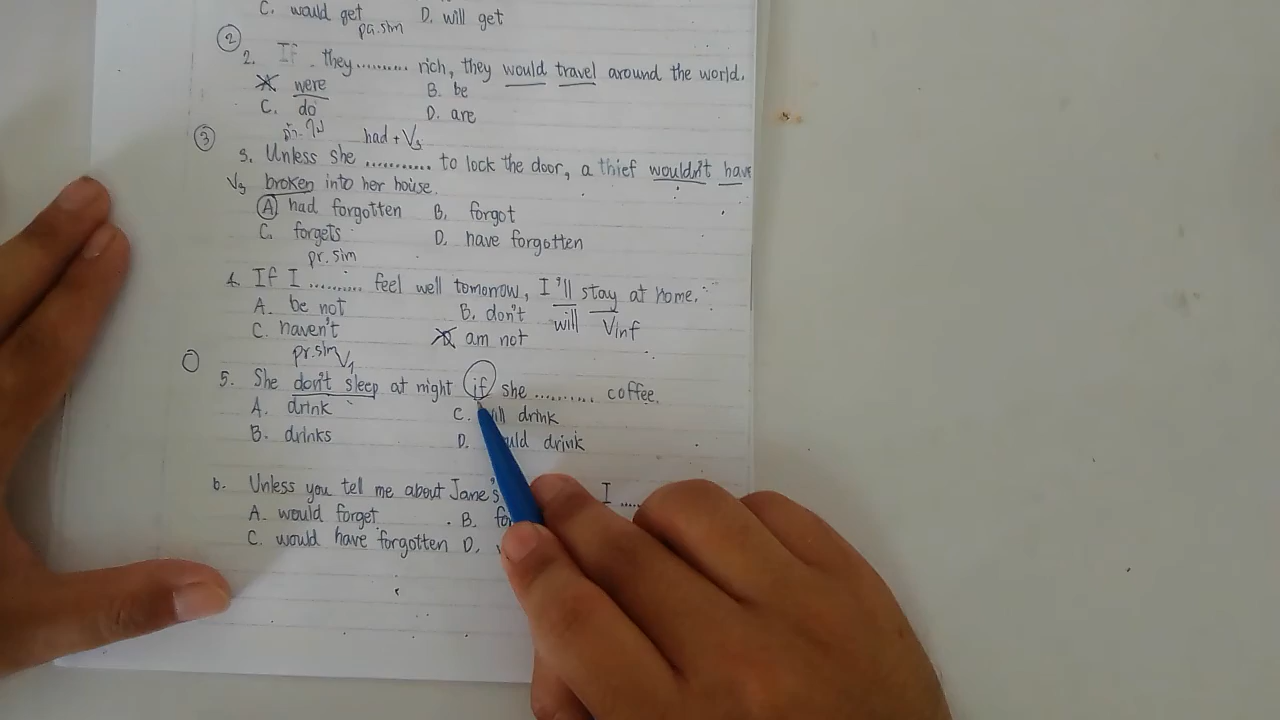 C. would get D. will get
pa.sim
2
2. If they.......... rich, they would travel around the world.
A were B. be
C. do D. are
had + V3
3
3. Unless she ........... to lock the door, a thief wouldn't have
V3 broken into her house.
A had forgotten B. forgot
C. forgets D. have forgotten
pr.sim
4. If I .......... feel well tomorrow, I'll stay at home.
A. be not B. don't will Vinf
C. haven't am not
pr.sim V1
0
5. She don't sleep at night if she .......... coffee.
A. drink C. drink
B. drinks D. drink
6. Unless you tell me about Jane's I .....
A. would forget B.
C. would have forgotten D.